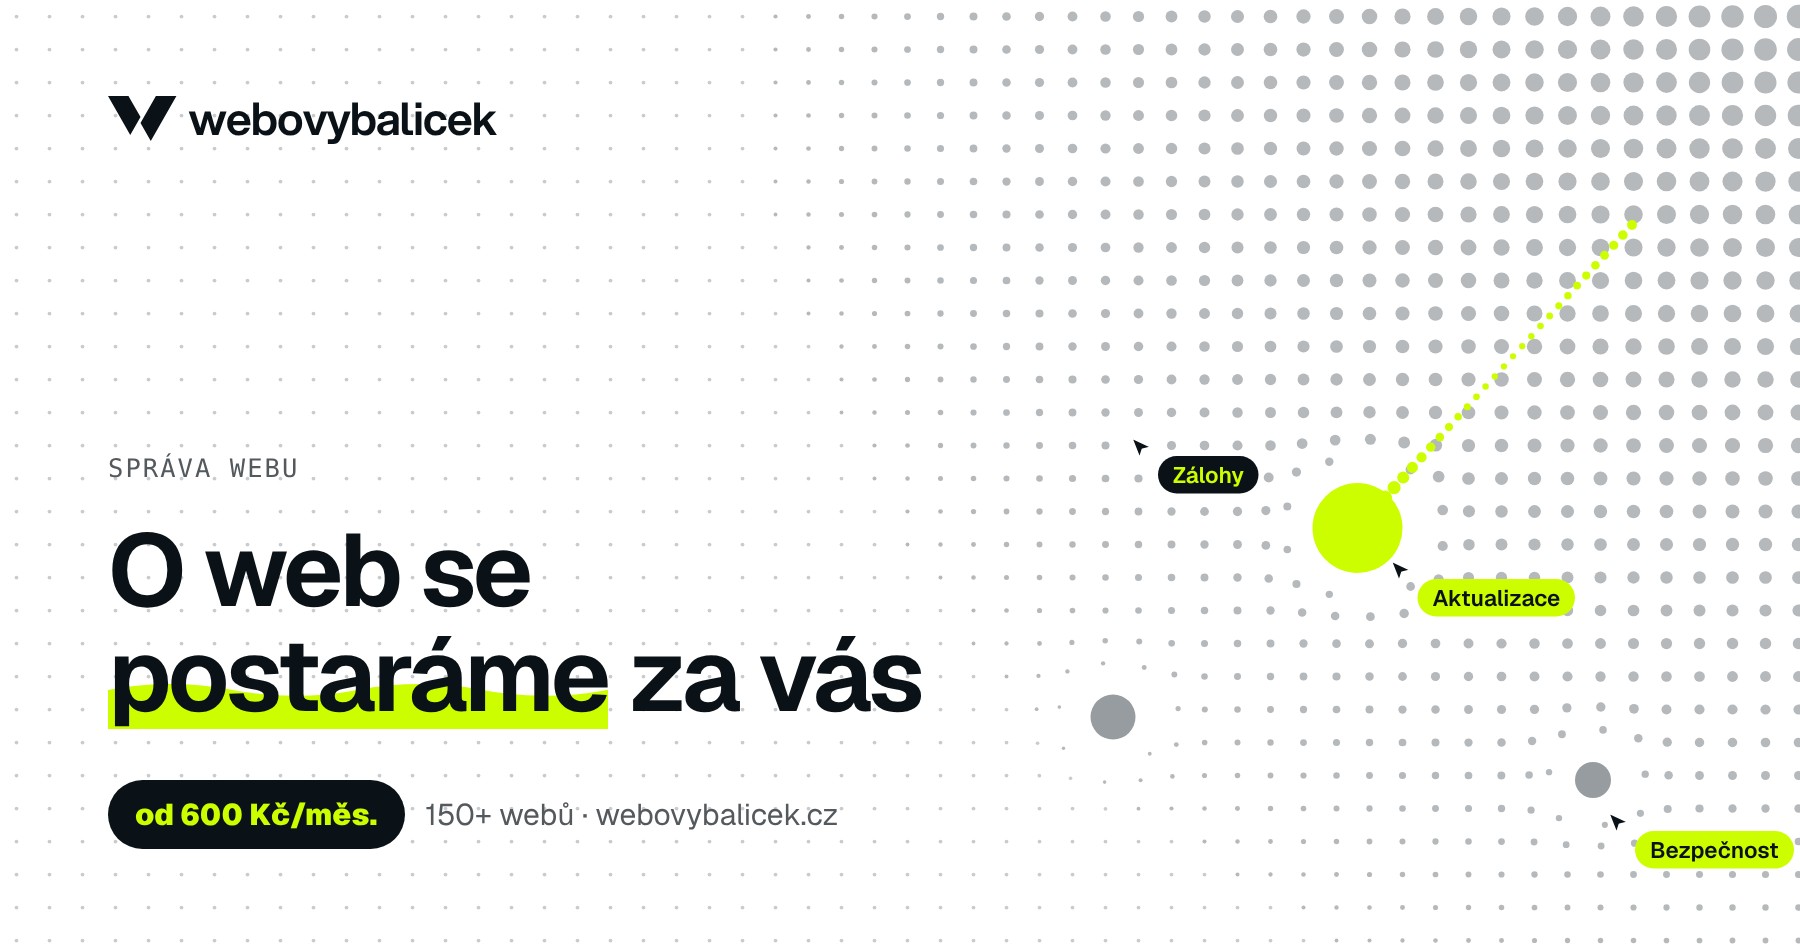 webovybalicek
SPRÁVA WEBU
O web se
postaráme za vás
od 600 Kč/měs.
150+ webů · webovybalicek.cz
Zálohy
Aktualizace
Bezpečnost